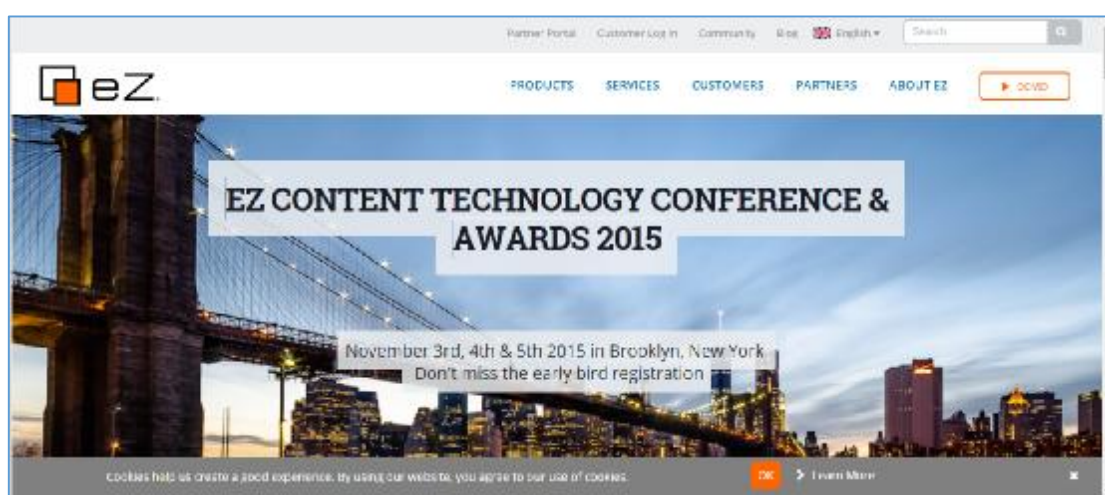 Partner Portal Customer Log in Community Blog English Search
eZ
PRODUCTS SERVICES CUSTOMERS PARTNERS ABOUT EZ DEMO
EZ CONTENT TECHNOLOGY CONFERENCE &
AWARDS 2015
November 3rd, 4th & 5th 2015 in Brooklyn, New York
Don't miss the early bird registration
Cookies help us create a good experience. By using our website, you agree to our use of cookies. OK Learn More